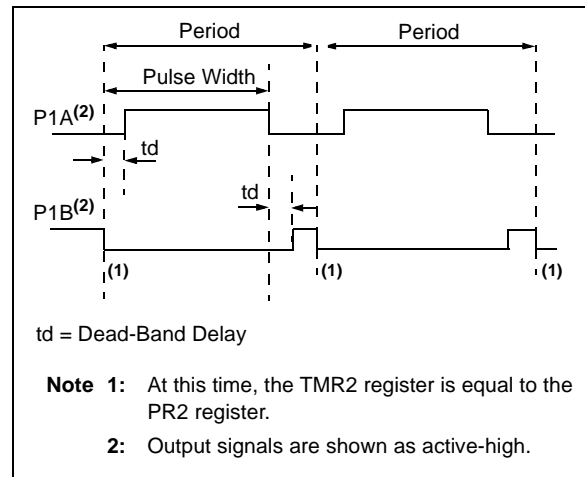 Period Period
Pulse Width
P1A(2)
td
td
P1B(2)
(1) (1) (1)
td = Dead-Band Delay
Note 1: At this time, the TMR2 register is equal to the
PR2 register.
2: Output signals are shown as active-high.